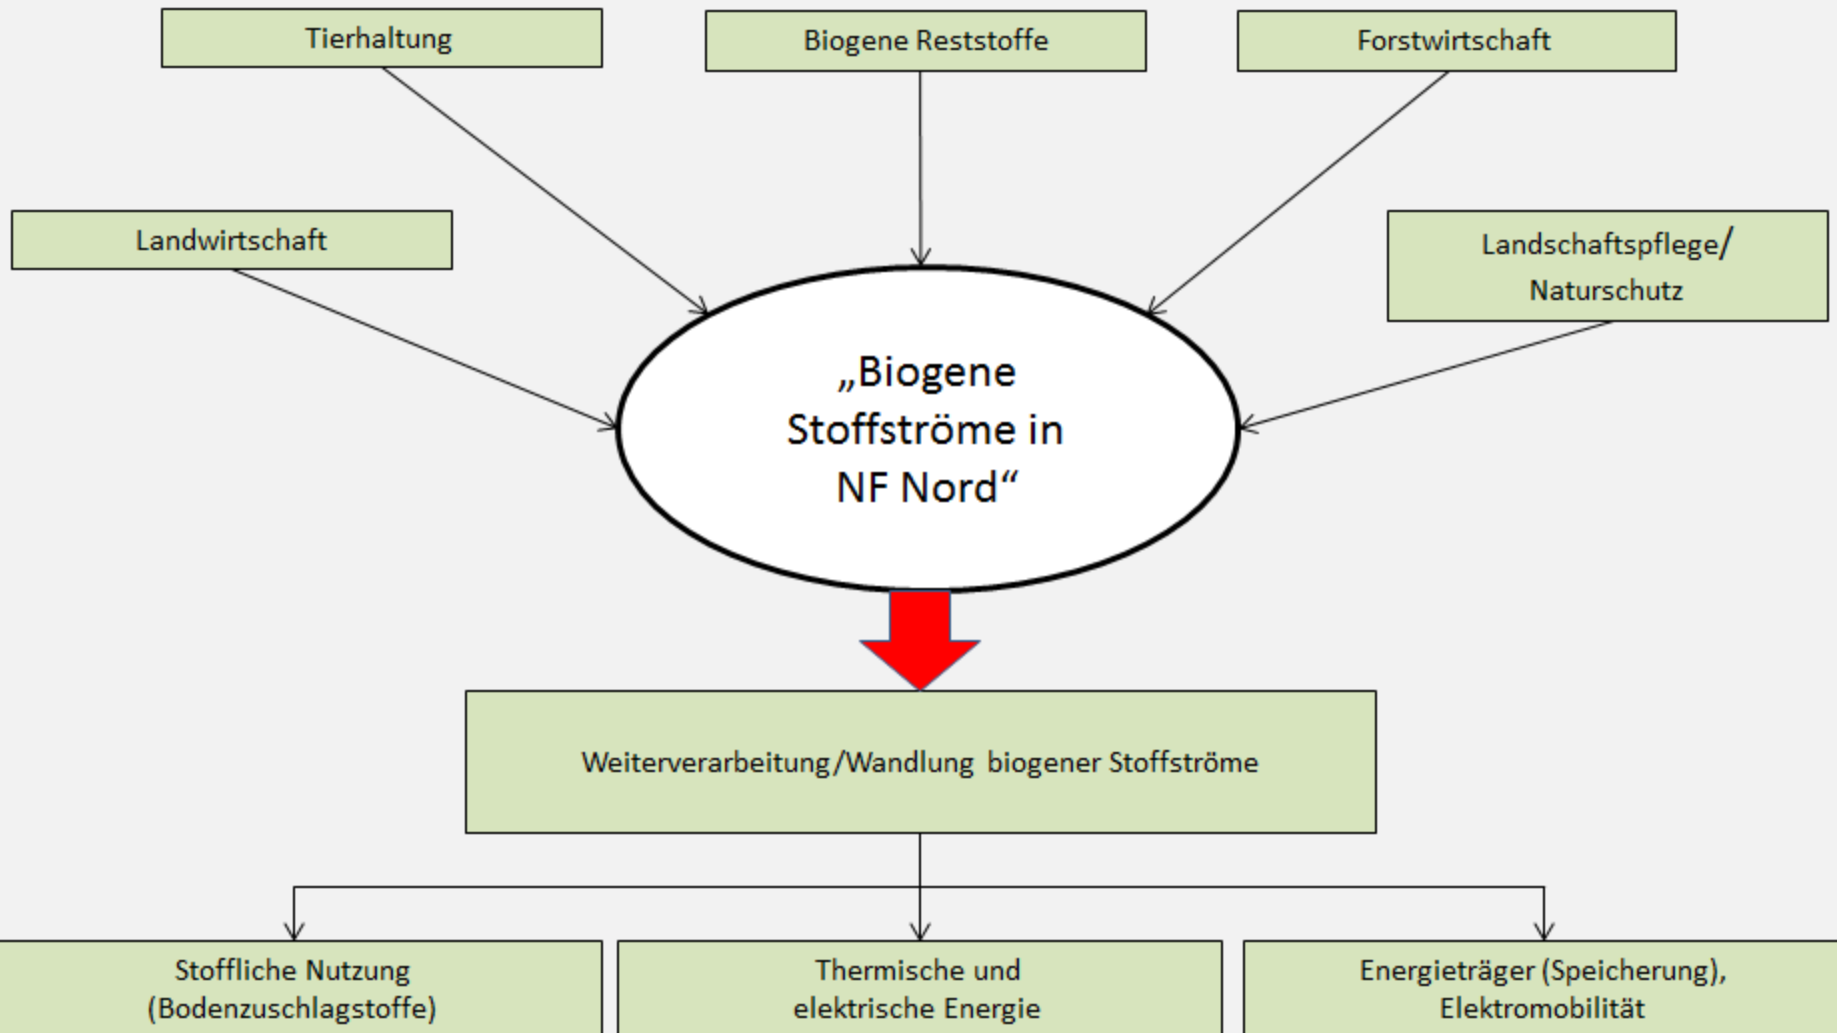 Tierhaltung
Biogene Reststoffe
Forstwirtschaft
Landwirtschaft
Landschaftspflege/
Naturschutz
„Biogene
Stoffströme in
NF Nord“
Weiterverarbeitung/Wandlung biogener Stoffströme
Stoffliche Nutzung
(Bodenzuschlagstoffe)
Thermische und
elektrische Energie
Energieträger (Speicherung),
Elektromobilität